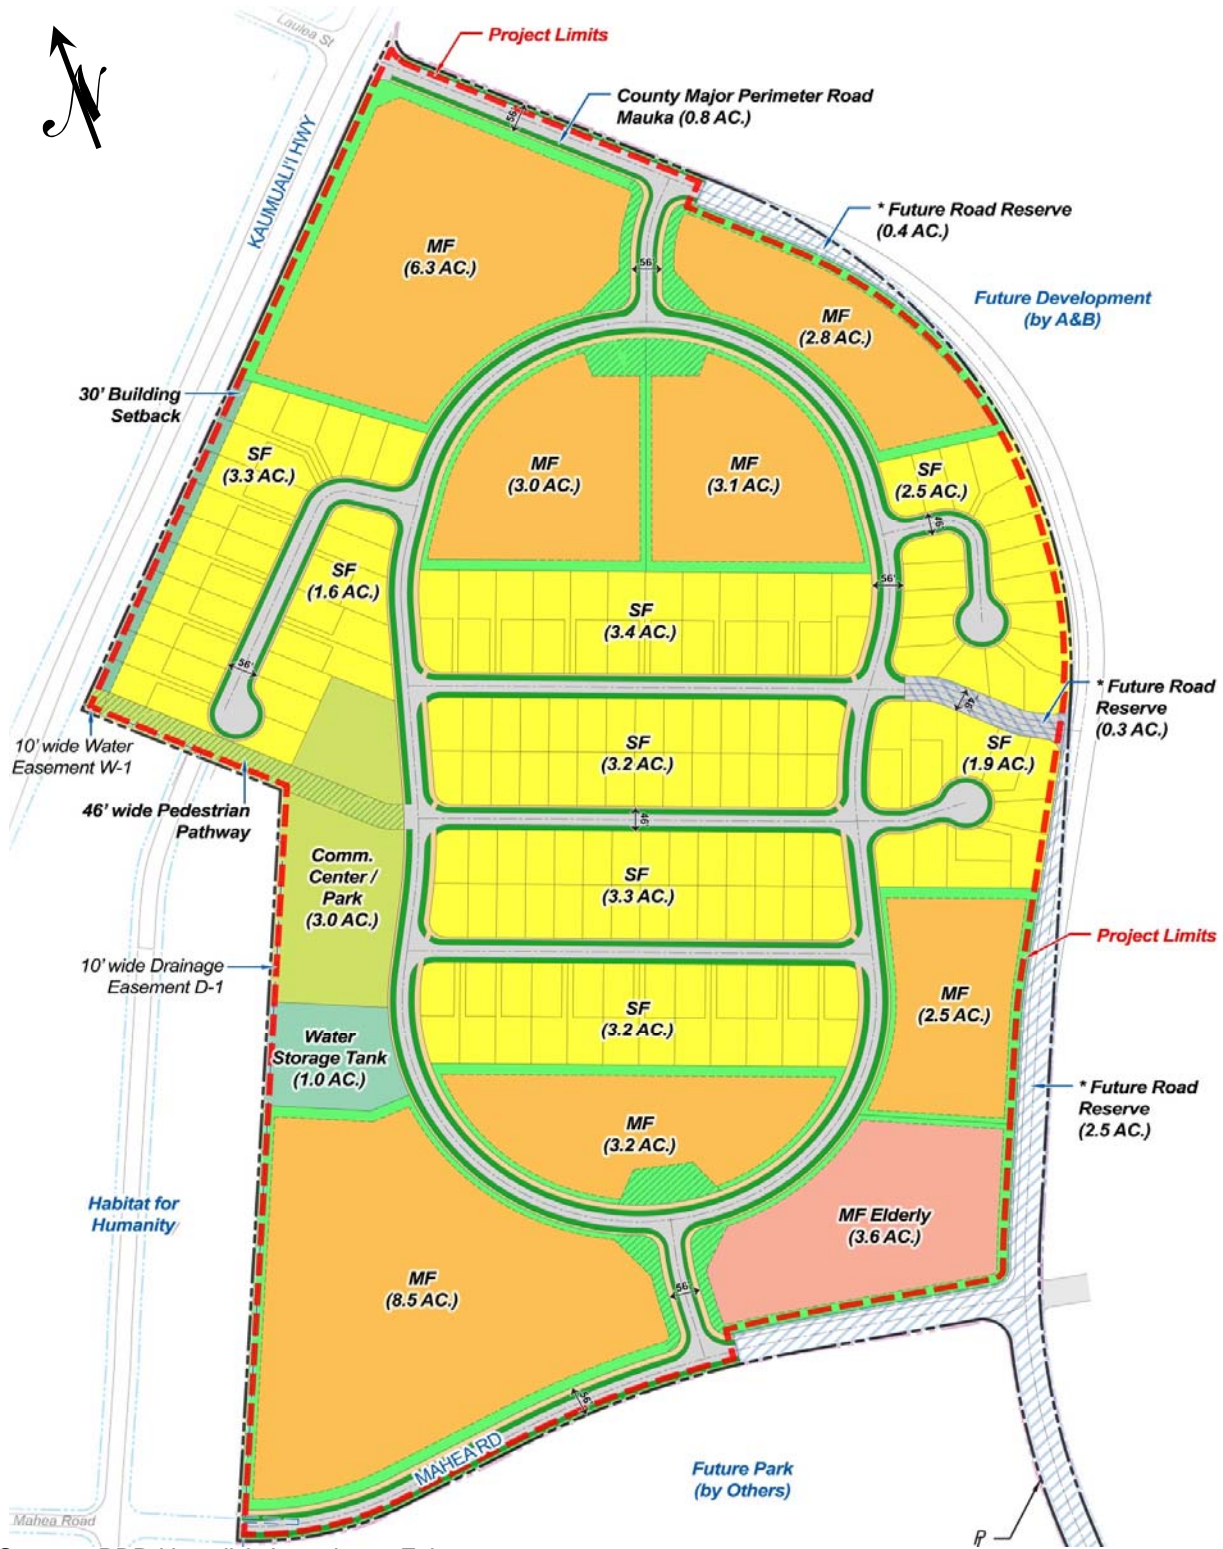 Laulea St
N
Project Limits
KAUMUALI'I HWY
56'
County Major Perimeter Road
Mauka (0.8 AC.)
* Future Road Reserve
(0.4 AC.)
MF
(6.3 AC.)
56'
Future Development
(by A&B)
MF
(2.8 AC.)
30' Building
Setback
SF
(3.3 AC.)
MF
(3.0 AC.)
MF
(3.1 AC.)
SF
(2.5 AC.)
46'
SF
(1.6 AC.)
56'
SF
(3.4 AC.)
56'
* Future Road
Reserve
(0.3 AC.)
46'
10' wide Water
Easement W-1
SF
(3.2 AC.)
SF
(1.9 AC.)
46' wide Pedestrian
Pathway
46'
Comm.
Center /
Park
(3.0 AC.)
SF
(3.3 AC.)
Project Limits
10' wide Drainage
Easement D-1
MF
(2.5 AC.)
SF
(3.2 AC.)
Water
Storage Tank
(1.0 AC.)
* Future Road
Reserve
(2.5 AC.)
MF
(3.2 AC.)
Habitat for
Humanity
MF Elderly
(3.6 AC.)
MF
(8.5 AC.)
56'
56'
MAHEA RD
Future Park
(by Others)
Mahea Road